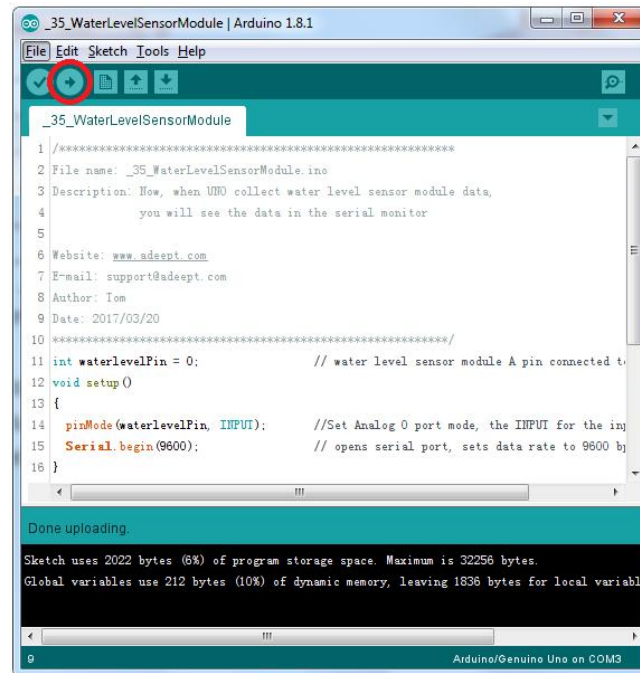 _35_WaterLevelSensorModule | Arduino 1.8.1
File Edit Sketch Tools Help
_35_WaterLevelSensorModule
1 /***********************************************************
2 File name: _35_WaterLevelSensorModule.ino
3 Description: Now, when UNO collect water level sensor module data,
4 you will see the data in the serial monitor
5
6 Website: www.adeept.com
7 E-mail: support@adeept.com
8 Author: Tom
9 Date: 2017/03/20
10 ***********************************************************/
11 int waterlevelPin = 0; // water level sensor module A pin connected t
12 void setup()
13 {
14 pinMode(waterlevelPin, INPUT); //Set Analog 0 port mode, the INPUT for the inp
15 Serial.begin(9600); // opens serial port, sets data rate to 9600 b
16 }
Done uploading.
Sketch uses 2022 bytes (6%) of program storage space. Maximum is 32256 bytes.
Global variables use 212 bytes (10%) of dynamic memory, leaving 1836 bytes for local variabl
9 Arduino/Genuino Uno on COM3